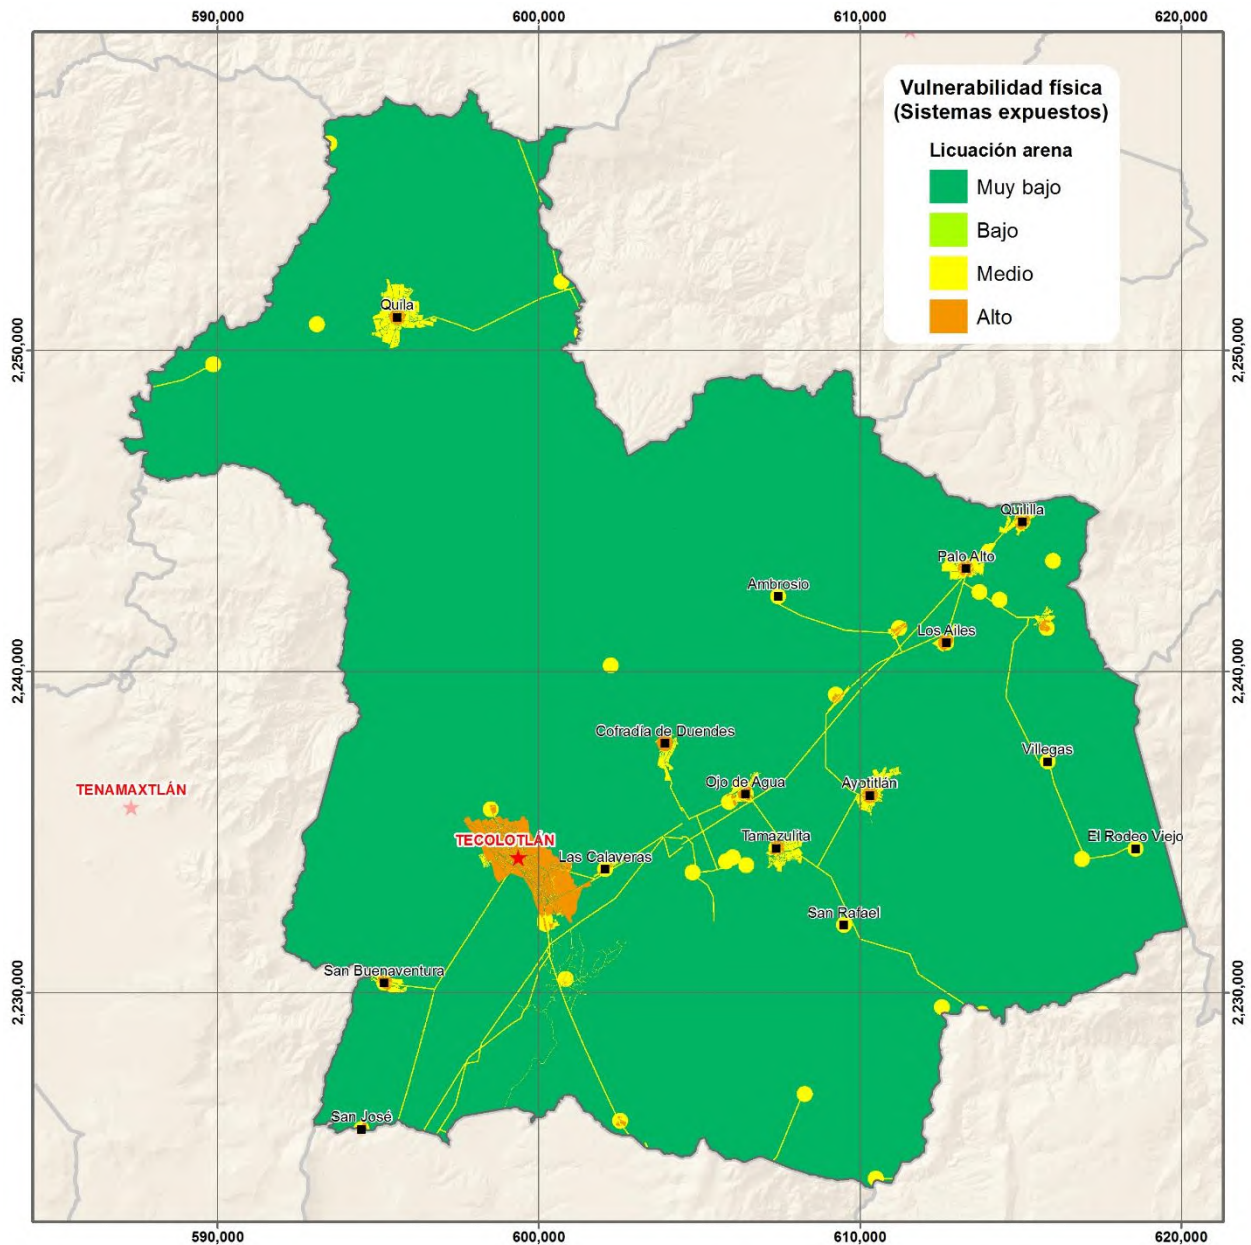 590,000
600,000
610,000
620,000
Vulnerabilidad física
(Sistemas expuestos)
Licuación arena
Muy bajo
Bajo
Medio
Alto
Quila
2,250,000
2,250,000
Quililla
Palo Alto
Ambrosio
Los Ailes
2,240,000
2,240,000
Cofradía de Duendes
Villegas
TENAMAXTLÁN
Ojo de Agua
Ayotitlán
TECOLOTLÁN
Tamazulita
El Rodeo Viejo
Las Calaveras
San Rafael
San Buenaventura
2,230,000
2,230,000
San José
590,000
600,000
610,000
620,000